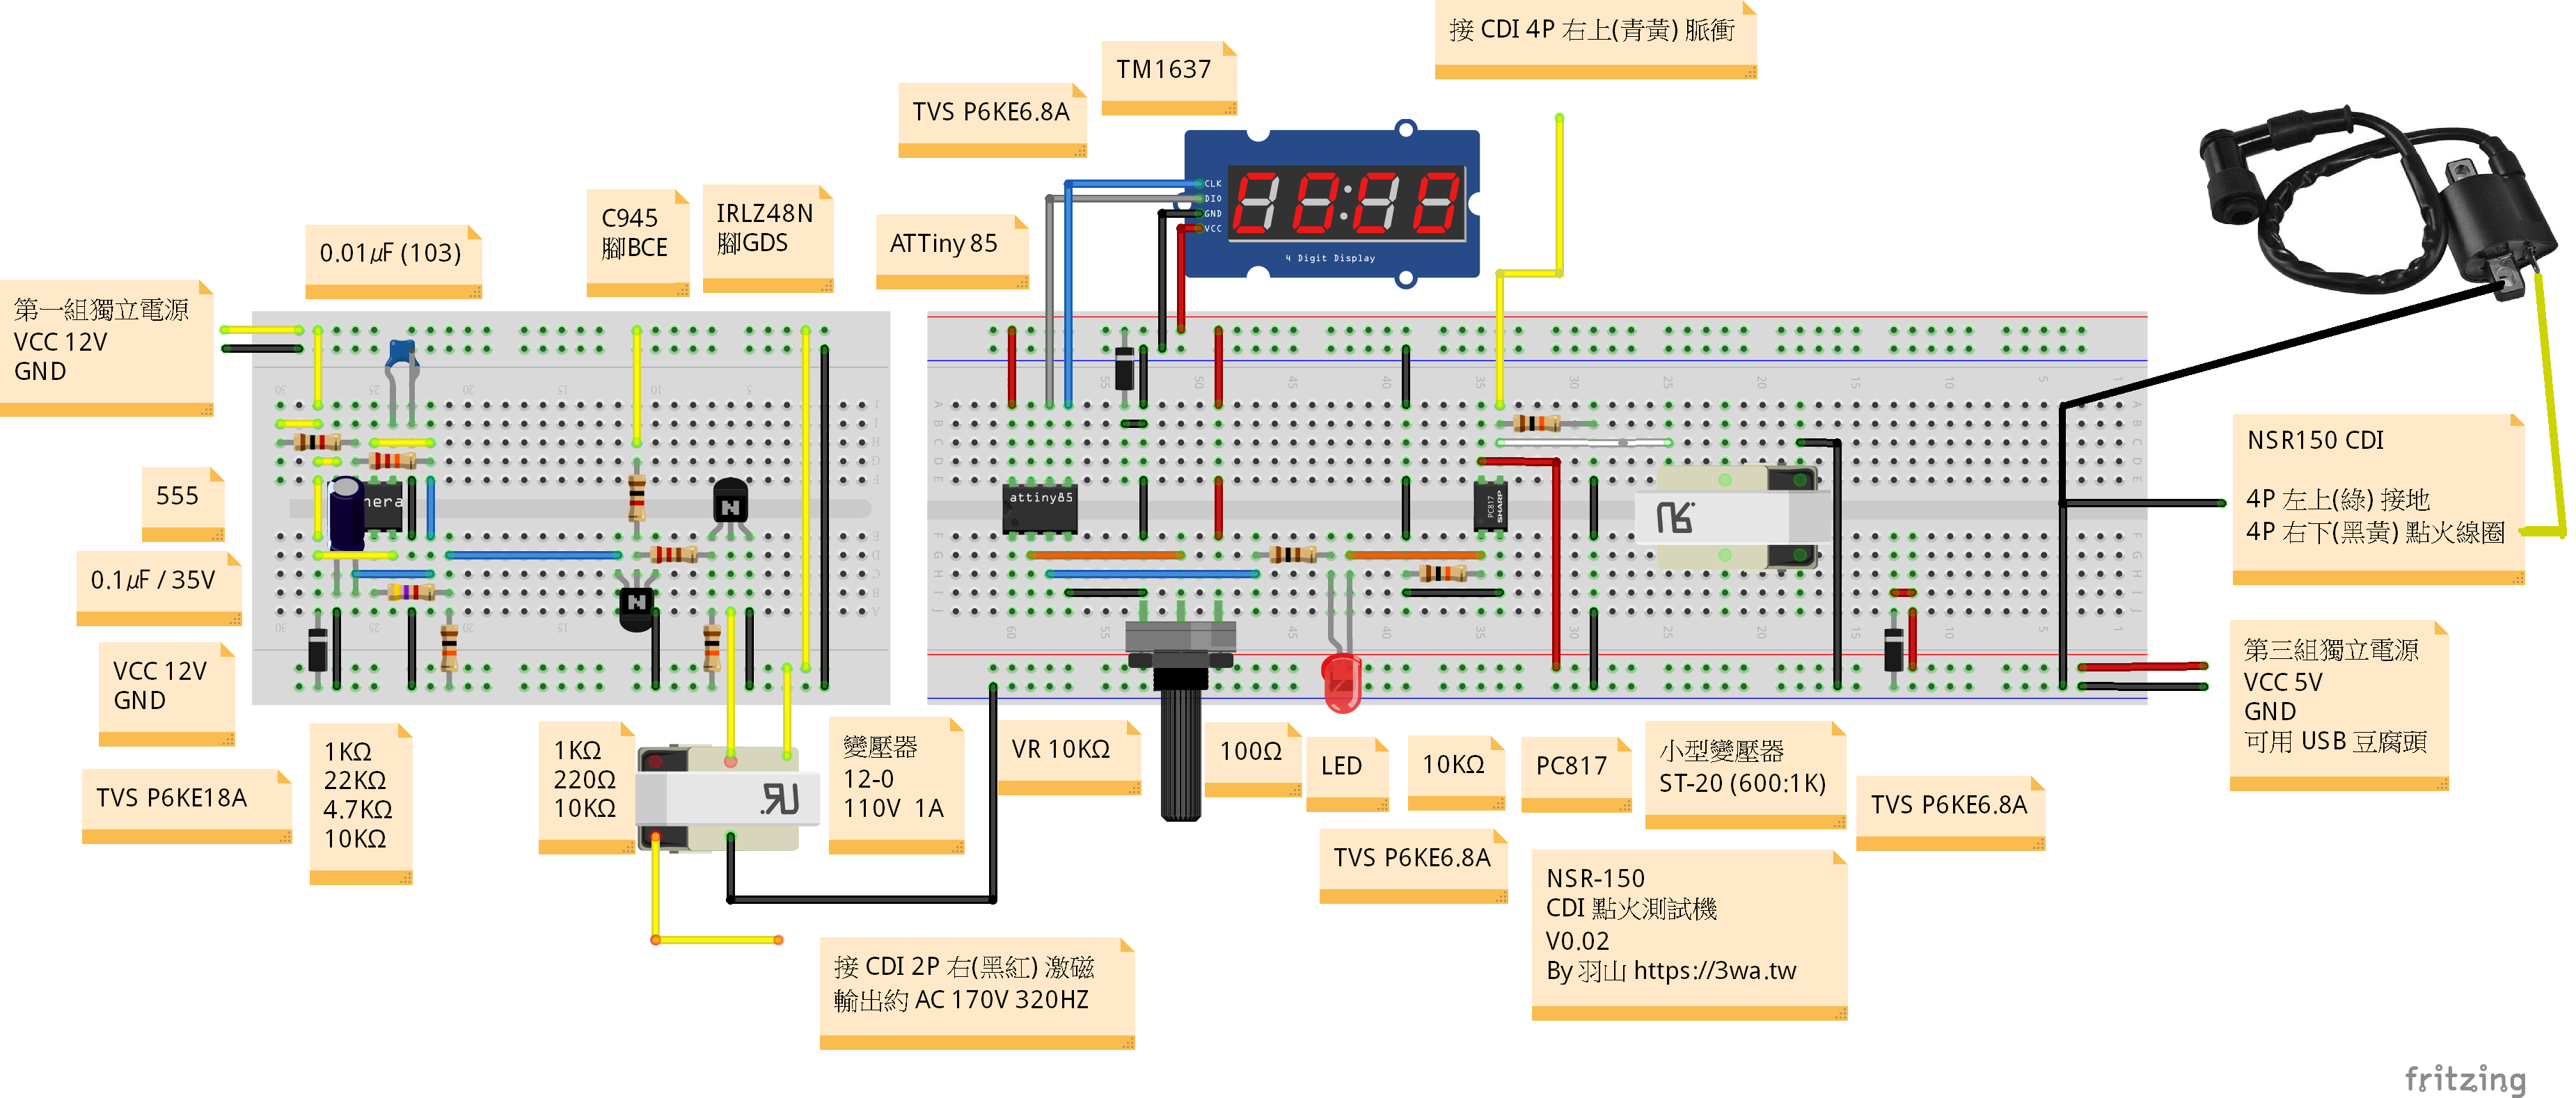 接 CDI 4P 右上(青黃) 脈衝
TM1637
TVS P6KE6.8A
CLK
DIO
GND
VCC
4 Digit Display
C945
腳BCE
IRLZ48N
腳GDS
ATTiny 85
0.01µF (103)
第一組獨立電源
VCC 12V
GND
555
0.1µF / 35V
VCC 12V
GND
TVS P6KE18A
1KΩ
22KΩ
4.7KΩ
10KΩ
1KΩ
220Ω
10KΩ
變壓器
12-0
110V 1A
接 CDI 2P 右(黑紅) 激磁
輸出約 AC 170V 320HZ
attiny85
PC817
SHARP
VR 10KΩ
100Ω
LED
10KΩ
PC817
TVS P6KE6.8A
小型變壓器
ST-20 (600:1K)
TVS P6KE6.8A
NSR-150
CDI 點火測試機
V0.02
By 羽山 https://3wa.tw
NSR150 CDI
4P 左上(綠) 接地
4P 右下(黑黃) 點火線圈
第三組獨立電源
VCC 5V
GND
可用 USB 豆腐頭
fritzing